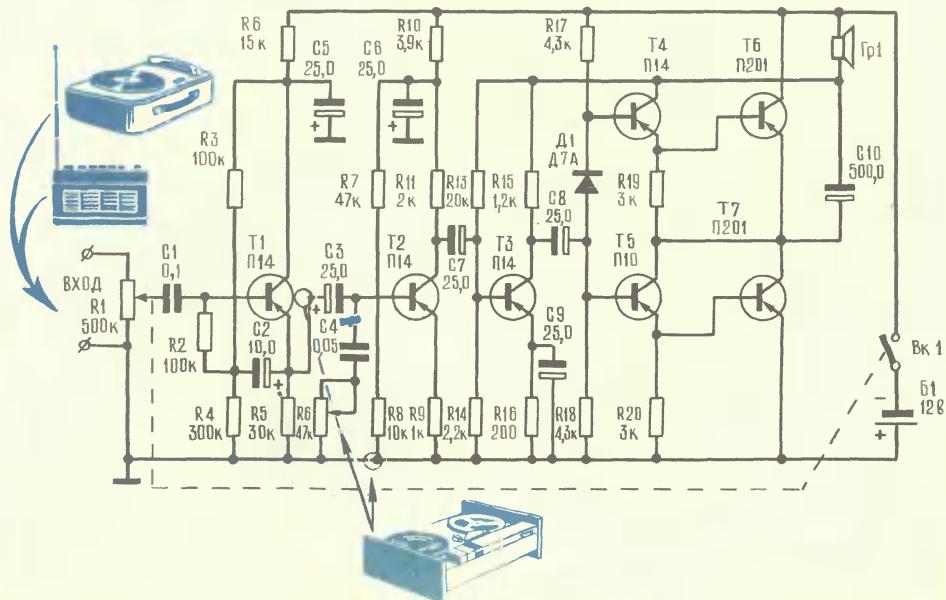 R6
15к
C5
25,0
C6
25,0
R10
3,9к
R17
4,3к
T4
П14
T6
П201
Гр1
R3
100к
R7
47к
R11
2к
R13
20к
R15
1,2к
Д1
Д7А
C8
25,0
R19
3к
C10
500,0
T7
П201
ВХОД
R1
500к
C1
0,1
T1
П14
C3
25,0
T2
П14
C7
25,0
T3
П14
T5
П10
R2
100к
C2
10,0
+
+
+
+
C4
0,05
C9
25,0
Вк 1
Б1
12В
−
+
R4
300к
R5
30к
R6
47к
R8
10к
R9
1к
R14
2,2к
R16
200
R18
4,3к
R20
3к